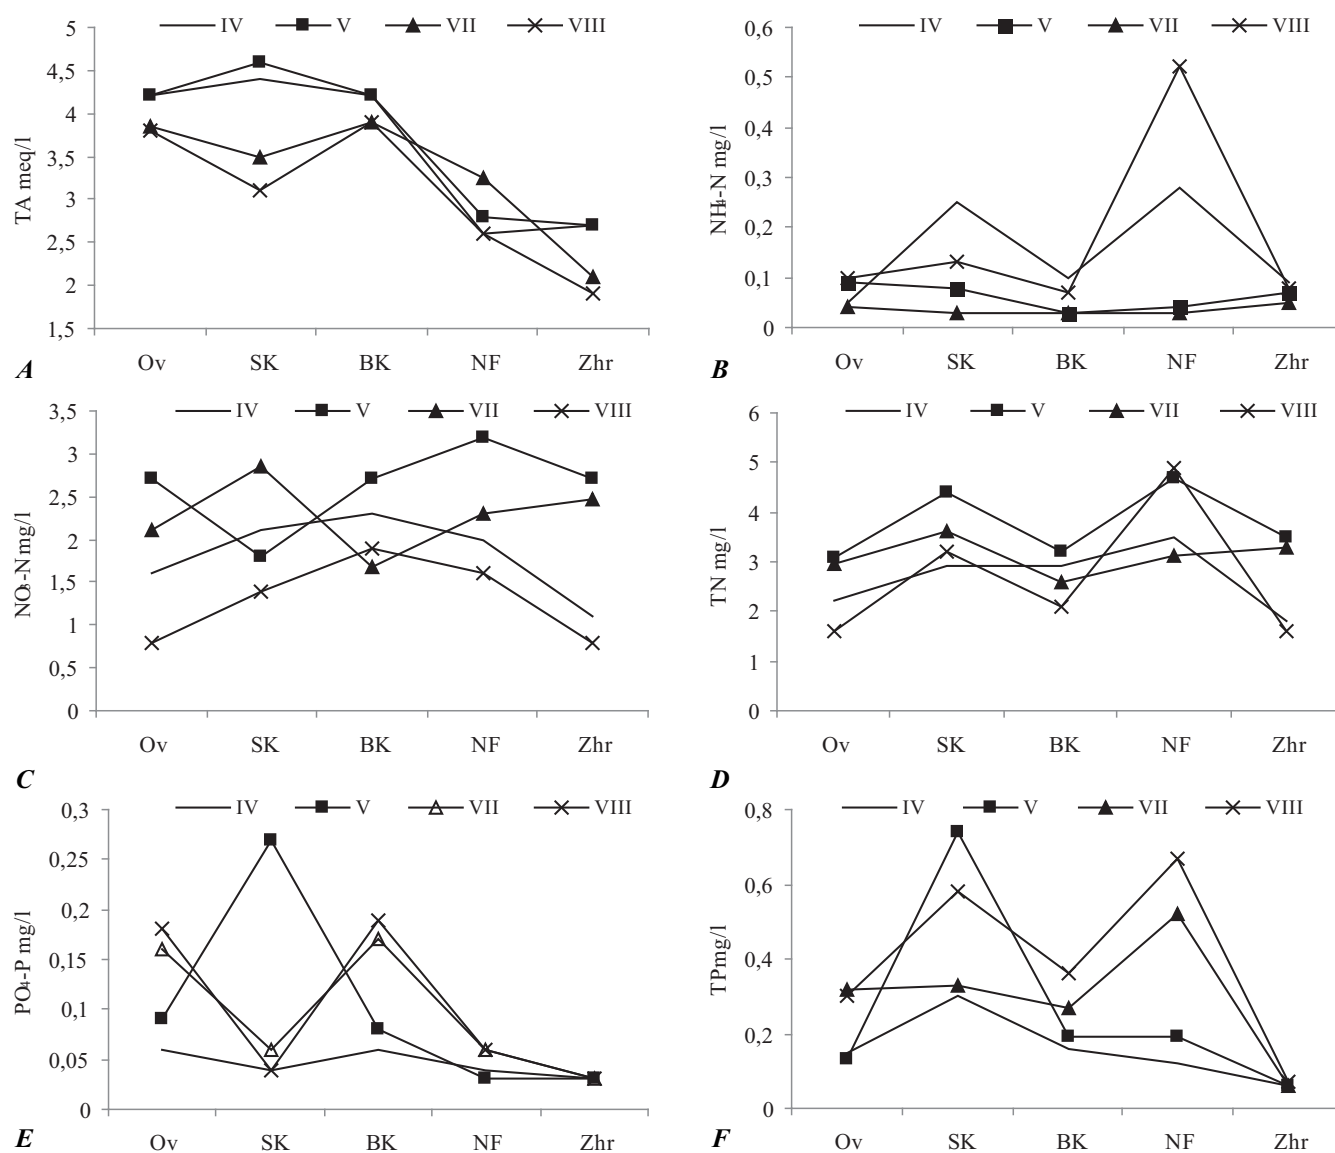 IV V VII VIII
5
4,5
4
3,5
3
2,5
2
1,5
TA meq/l
Ov SK BK NF Zhr
A
IV V VII VIII
0,6
0,5
0,4
0,3
0,2
0,1
0
NH4-N mg/l
Ov SK BK NF Zhr
B
IV V VII VIII
3,5
3
2,5
2
1,5
1
0,5
0
NO3-N mg/l
Ov SK BK NF Zhr
C
IV V VII VIII
6
5
4
3
2
1
0
TN mg/l
Ov SK BK NF Zhr
D
IV V VII VIII
0,3
0,25
0,2
0,15
0,1
0,05
0
PO4-P mg/l
Ov SK BK NF Zhr
E
IV V VII VIII
0,8
0,6
0,4
0,2
0
TPmg/l
Ov SK BK NF Zhr
F